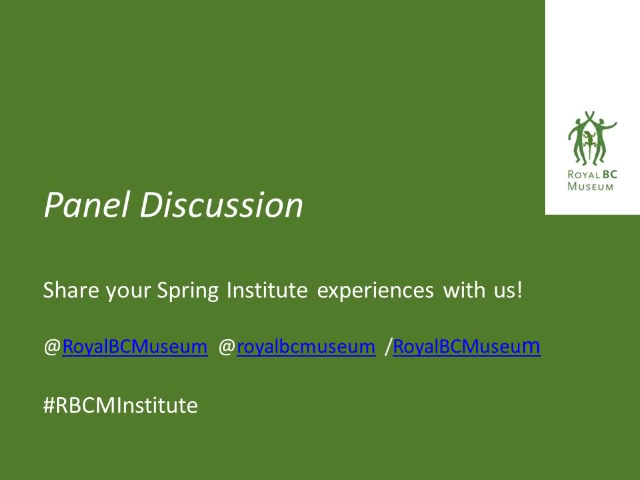 ROYAL BC
MUSEUM
Panel Discussion
Share your Spring Institute experiences with us!
@RoyalBCMuseum @royalbcmuseum /RoyalBCMuseum
#RBCMInstitute